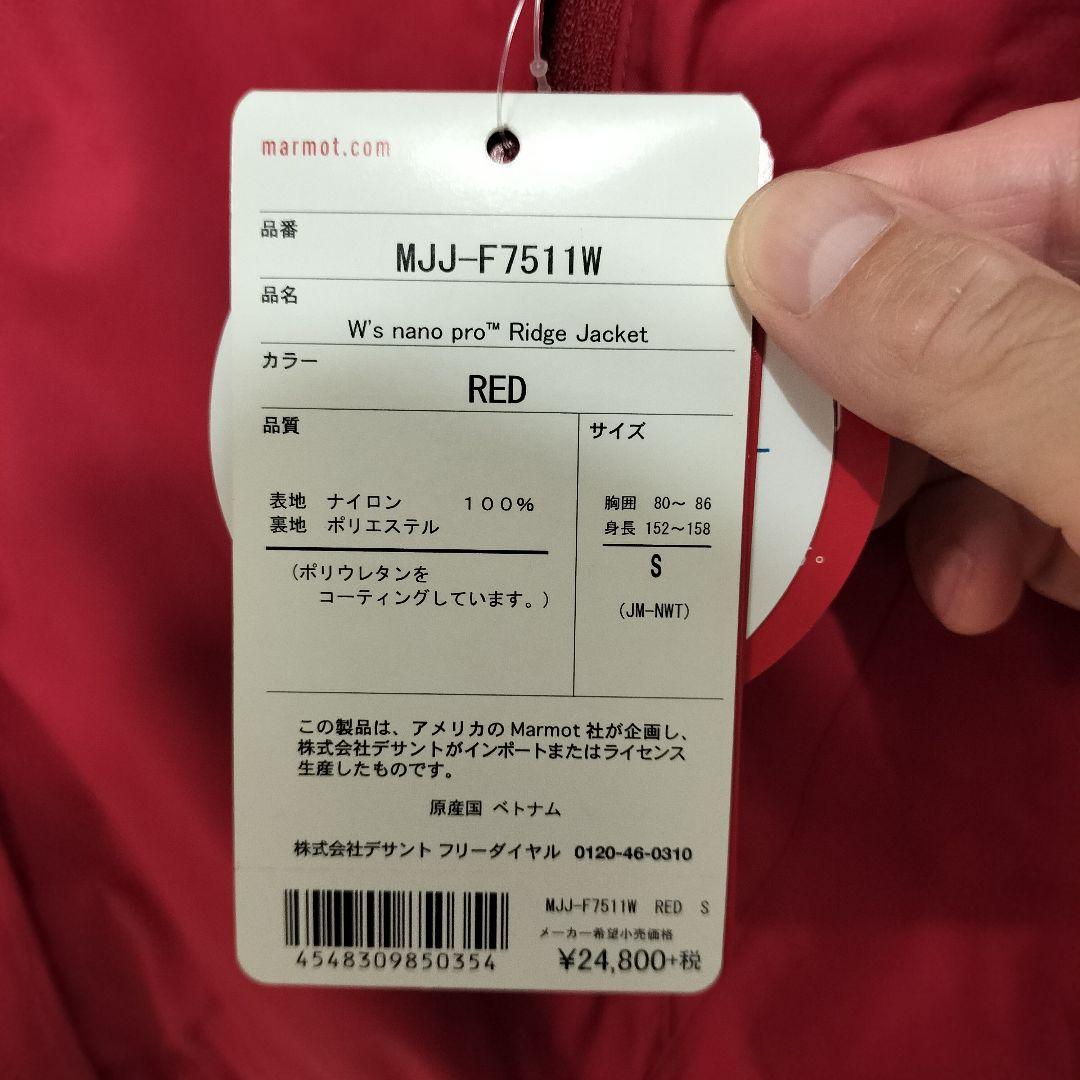 marmot.com
品番
MJJ-F7511W
品名
W's nano pro™ Ridge Jacket
カラー
RED
品質
表地 ナイロン 100%
裏地 ポリエステル
(ポリウレタンを
コーティングしています。)
サイズ
胸囲 80〜 86
身長 152〜158
S
(JM-NWT)
この製品は、アメリカのMarmot社が企画し、
株式会社デサントがインポートまたはライセンス
生産したものです。
原産国 ベトナム
株式会社デサント フリーダイヤル 0120-46-0310
4548309850354
MJJ-F7511W RED S
メーカー希望小売価格
¥24,800+税